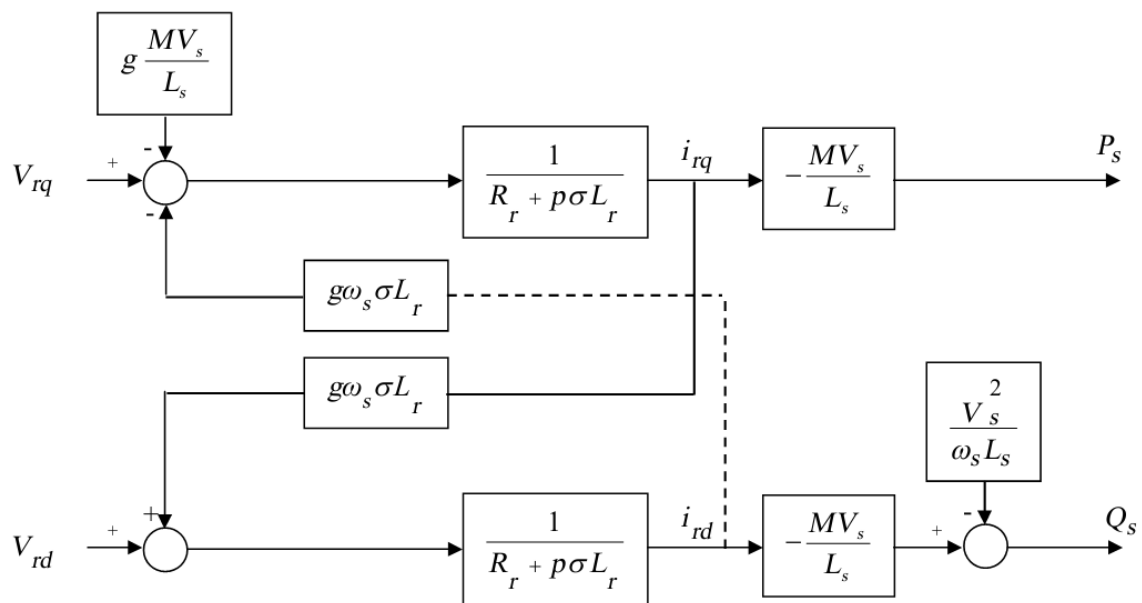 g MV_s / L_s
-
V_rq
+
-
1 / (R_r + pσL_r)
i_rq
-MV_s / L_s
P_s
gω_sσL_r
gω_sσL_r
V_s^2 / ω_sL_s
V_rd
+
+
1 / (R_r + pσL_r)
i_rd
-MV_s / L_s
+
-
Q_s